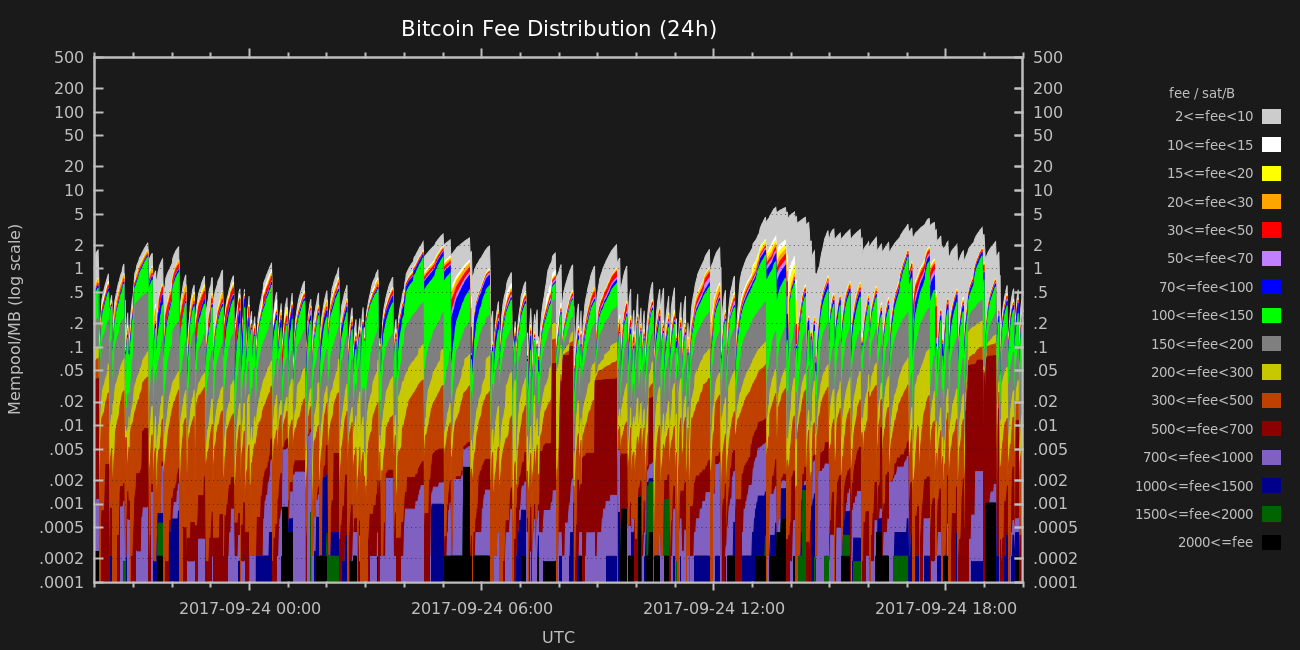 Bitcoin Fee Distribution (24h)
500
200
100
50
20
10
5
2
1
.5
.2
.1
.05
.02
.01
.005
.002
.001
.0005
.0002
.0001
Mempool/MB (log scale)
500
200
100
50
20
10
5
2
1
.5
.2
.1
.05
.02
.01
.005
.002
.001
.0005
.0002
.0001
2017-09-24 00:00
2017-09-24 06:00
2017-09-24 12:00
2017-09-24 18:00
UTC
fee / sat/B
2<=fee<10
10<=fee<15
15<=fee<20
20<=fee<30
30<=fee<50
50<=fee<70
70<=fee<100
100<=fee<150
150<=fee<200
200<=fee<300
300<=fee<500
500<=fee<700
700<=fee<1000
1000<=fee<1500
1500<=fee<2000
2000<=fee